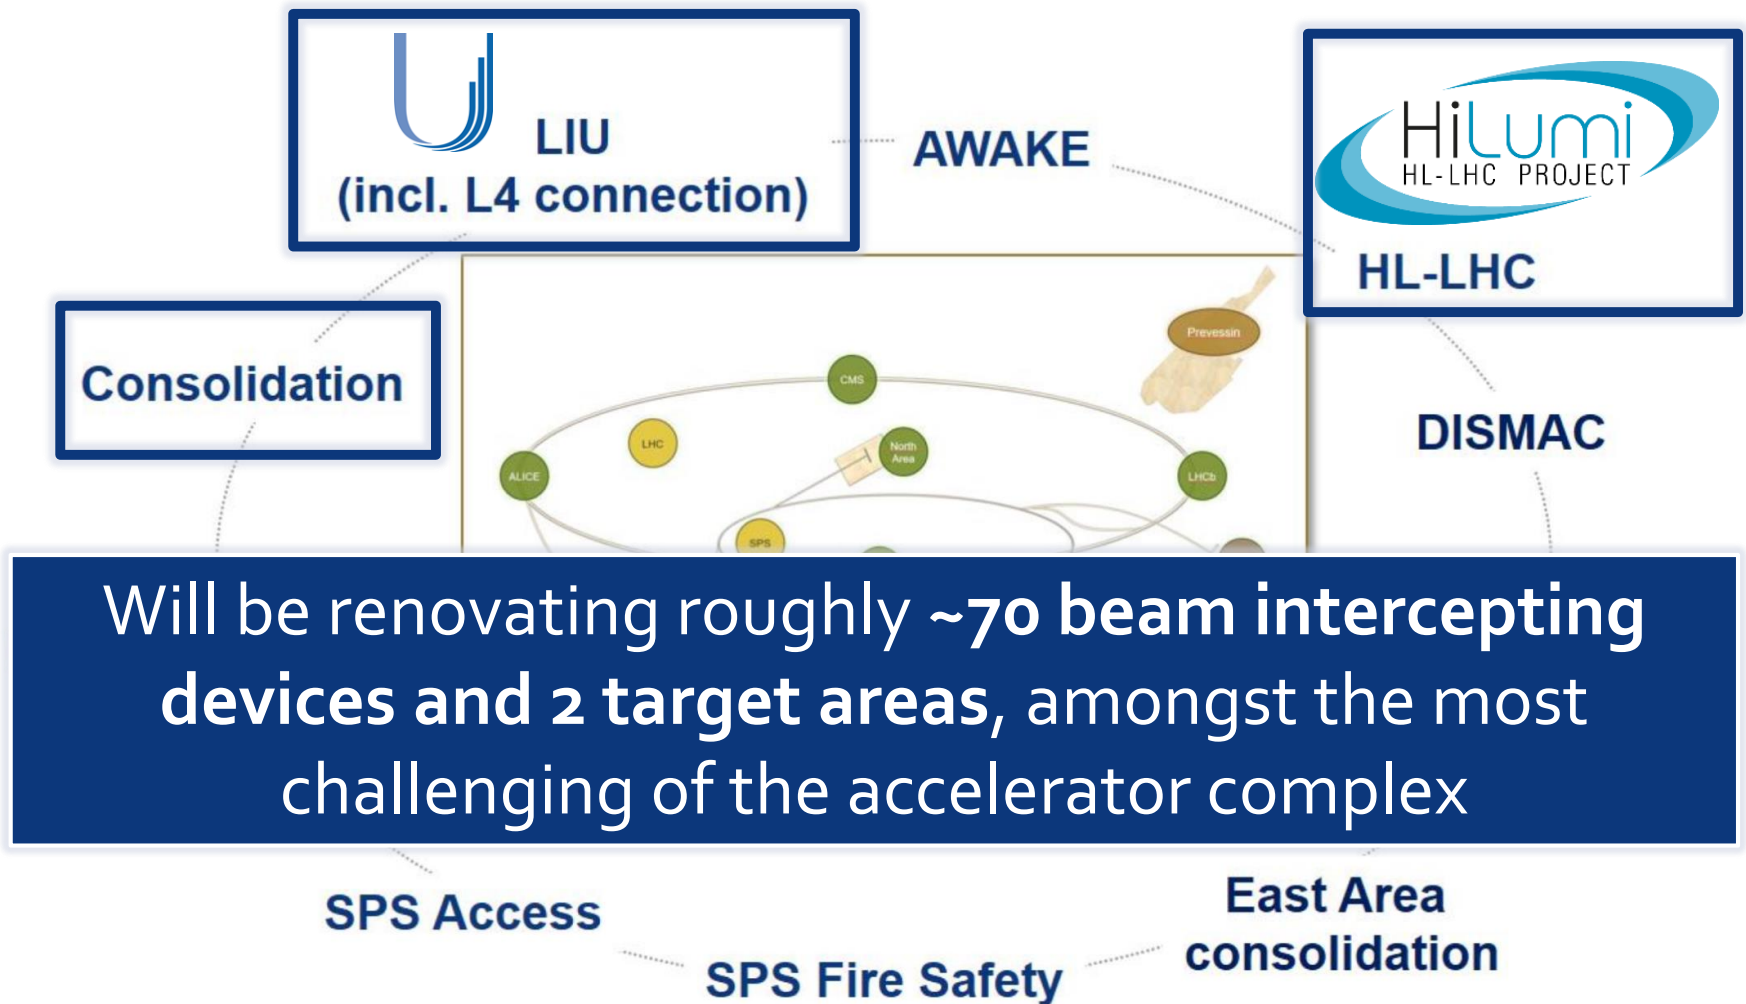 LIU
(incl. L4 connection)
AWAKE
HiLumi
HL-LHC PROJECT
HL-LHC
Consolidation
DISMAC
Prevessin
CMS
LHC
North
Area
ALICE
LHCb
SPS
Will be renovating roughly ~70 beam intercepting
devices and 2 target areas, amongst the most
challenging of the accelerator complex
SPS Access
East Area
consolidation
SPS Fire Safety